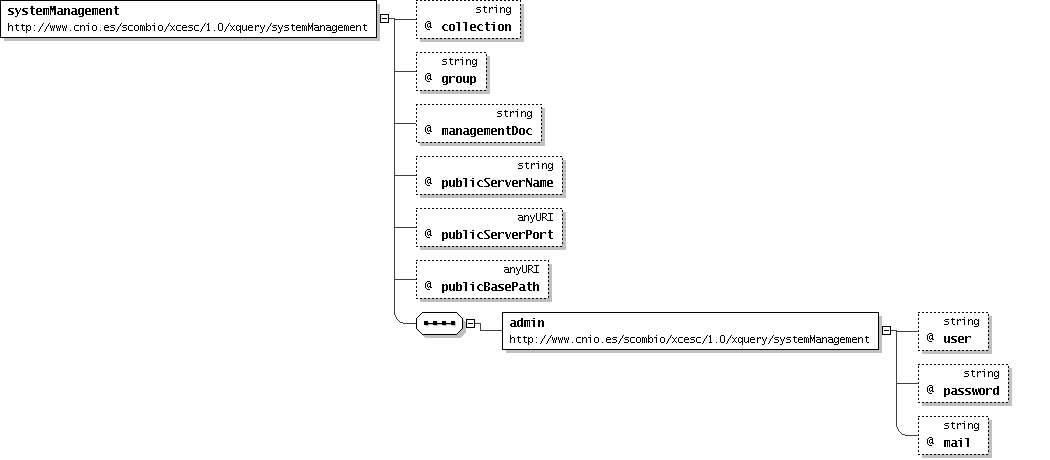 systemManagement
http://www.cnio.es/scombio/xcesc/1.0/xquery/systemManagement
string
@ collection
string
@ group
string
@ managementDoc
string
@ publicServerName
anyURI
@ publicServerPort
anyURI
@ publicBasePath
admin
http://www.cnio.es/scombio/xcesc/1.0/xquery/systemManagement
string
@ user
string
@ password
string
@ mail